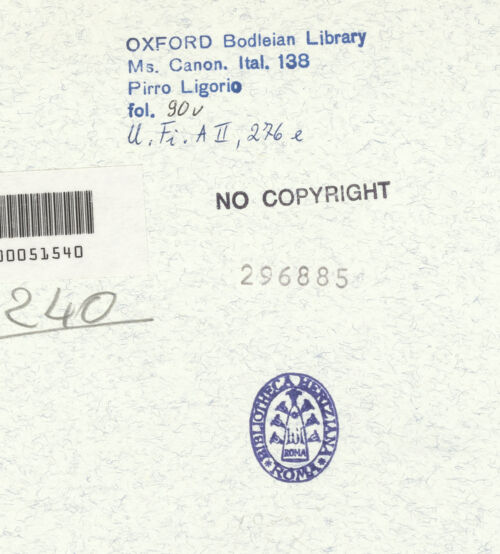 OXFORD Bodleian Library
Ms. Canon. Ital. 138
Pirro Ligorio
fol. 90v
U. Fi. A II, 276 e
NO COPYRIGHT
00051540
296885
240
BIBLIOTHECA HERTZIANA
ROMA
ROMA